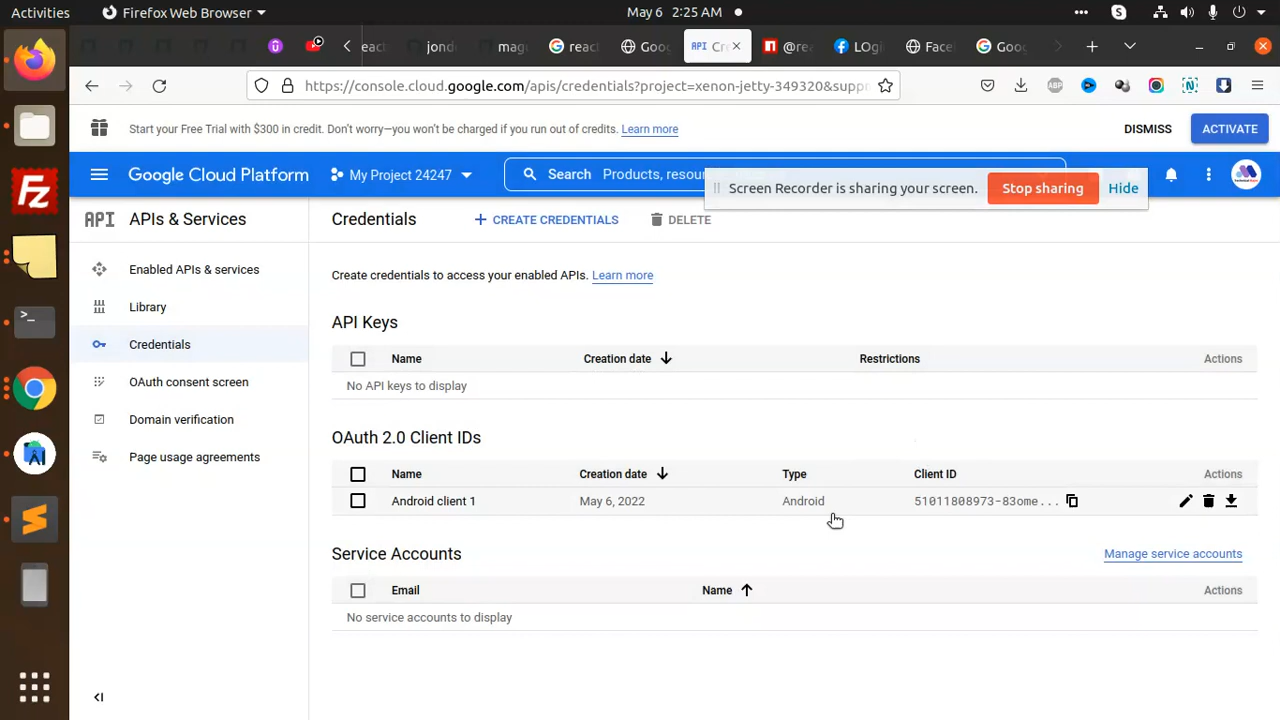 Activities
Firefox Web Browser
May 6 2:25 AM
eact
jond
mag
react
Goo
API Cr
@rea
LOgi
Face
Goo
https://console.cloud.google.com/apis/credentials?project=xenon-jetty-349320&supp
Start your Free Trial with $300 in credit. Don't worry—you won't be charged if you run out of credits. Learn more
DISMISS
ACTIVATE
Google Cloud Platform
My Project 24247
Search Products, resou
Screen Recorder is sharing your screen.
Stop sharing
Hide
API APIs & Services
Credentials
+ CREATE CREDENTIALS
DELETE
Enabled APIs & services
Library
Credentials
OAuth consent screen
Domain verification
Page usage agreements
Create credentials to access your enabled APIs. Learn more
API Keys
Name Creation date Restrictions Actions
No API keys to display
OAuth 2.0 Client IDs
Name Creation date Type Client ID Actions
Android client 1 May 6, 2022 Android 51011808973-83ome...
Service Accounts
Manage service accounts
Email Name Actions
No service accounts to display